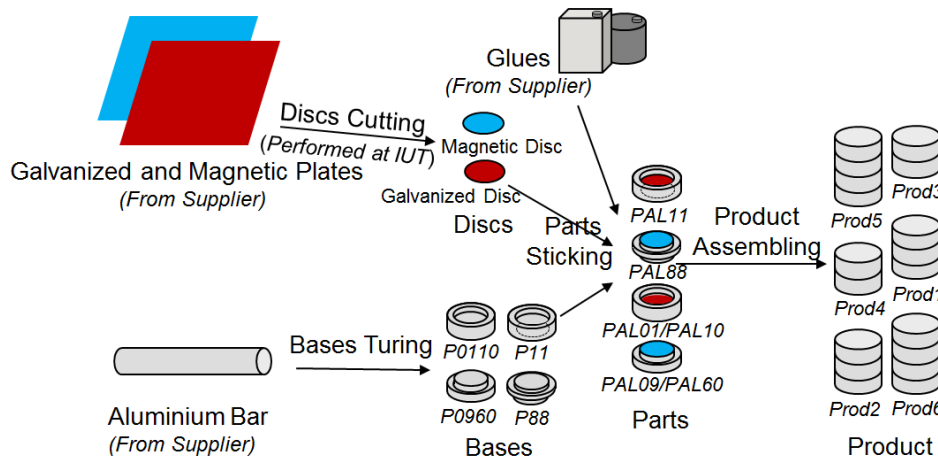 Glues
(From Supplier)
Discs Cutting
(Performed at IUT)
Magnetic Disc
Galvanized Disc
Discs
Galvanized and Magnetic Plates
(From Supplier)
Parts
Sticking
PAL11
PAL88
PAL01/PAL10
PAL09/PAL60
Parts
Product
Assembling
Prod5
Prod3
Prod4
Prod1
Prod2
Prod6
Product
Bases Turing
P0110
P11
P0960
P88
Bases
Aluminium Bar
(From Supplier)